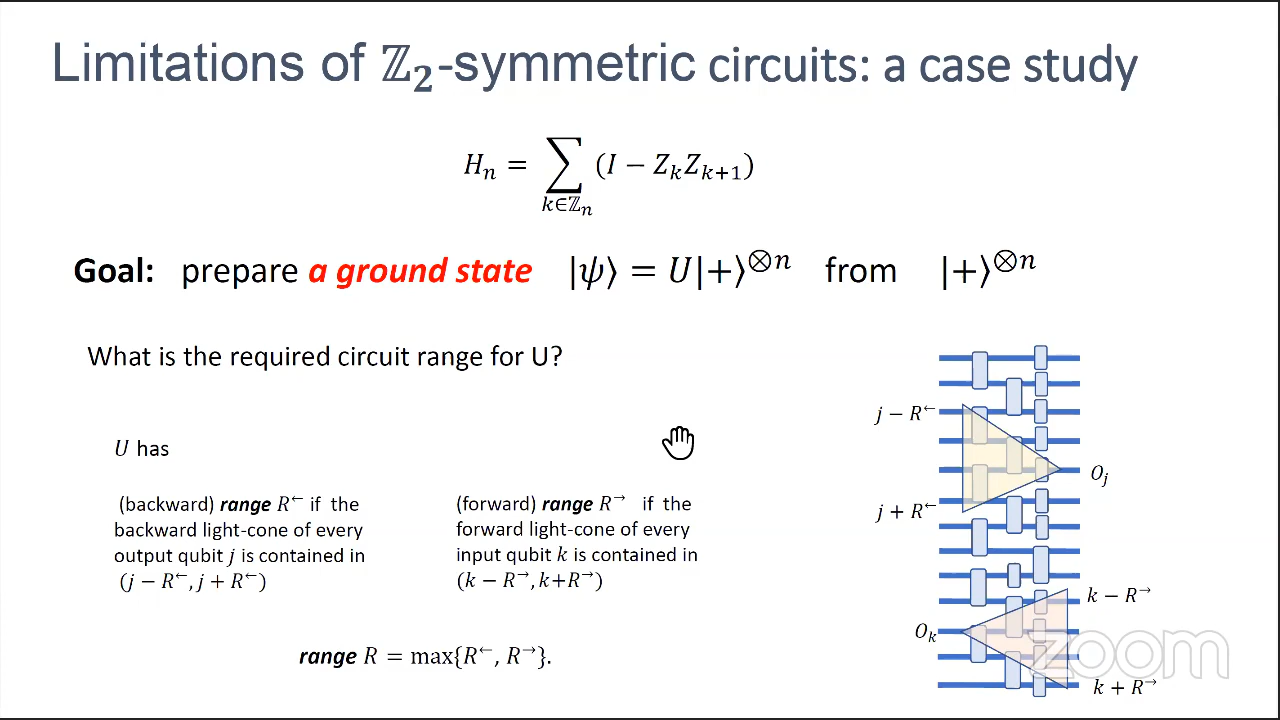 Limitations of ℤ₂-symmetric circuits: a case study
Hₙ = ∑_{k∈ℤₙ} (I − Z_k Z_{k+1})
Goal: prepare a ground state |ψ⟩ = U|+⟩^{⊗n} from |+⟩^{⊗n}
What is the required circuit range for U?
U has
(backward) range R^← if the
backward light-cone of every
output qubit j is contained in
(j − R^←, j + R^←)
(forward) range R^→ if the
forward light-cone of every
input qubit k is contained in
(k − R^→, k+R^→)
range R = max{R^←, R^→}.
j − R^←
O_j
j + R^←
k − R^→
O_k
k + R^→
zoom